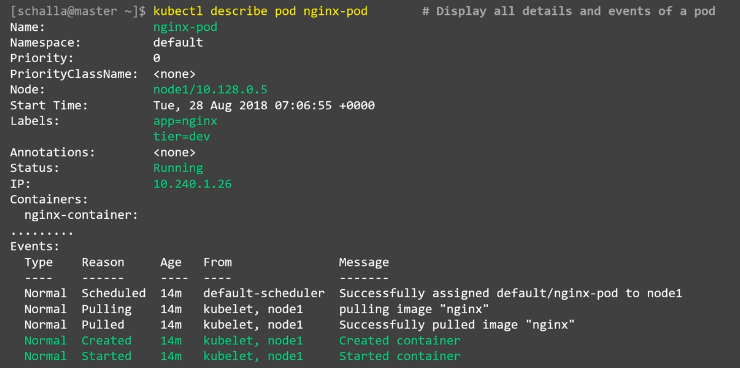 [schalla@master ~]$ kubectl describe pod nginx-pod # Display all details and events of a pod
Name: nginx-pod
Namespace: default
Priority: 0
PriorityClassName: <none>
Node: node1/10.128.0.5
Start Time: Tue, 28 Aug 2018 07:06:55 +0000
Labels: app=nginx
tier=dev
Annotations: <none>
Status: Running
IP: 10.240.1.26
Containers:
nginx-container:
.........
Events:
Type Reason Age From Message
---- ------ ---- ---- -------
Normal Scheduled 14m default-scheduler Successfully assigned default/nginx-pod to node1
Normal Pulling 14m kubelet, node1 pulling image "nginx"
Normal Pulled 14m kubelet, node1 Successfully pulled image "nginx"
Normal Created 14m kubelet, node1 Created container
Normal Started 14m kubelet, node1 Started container